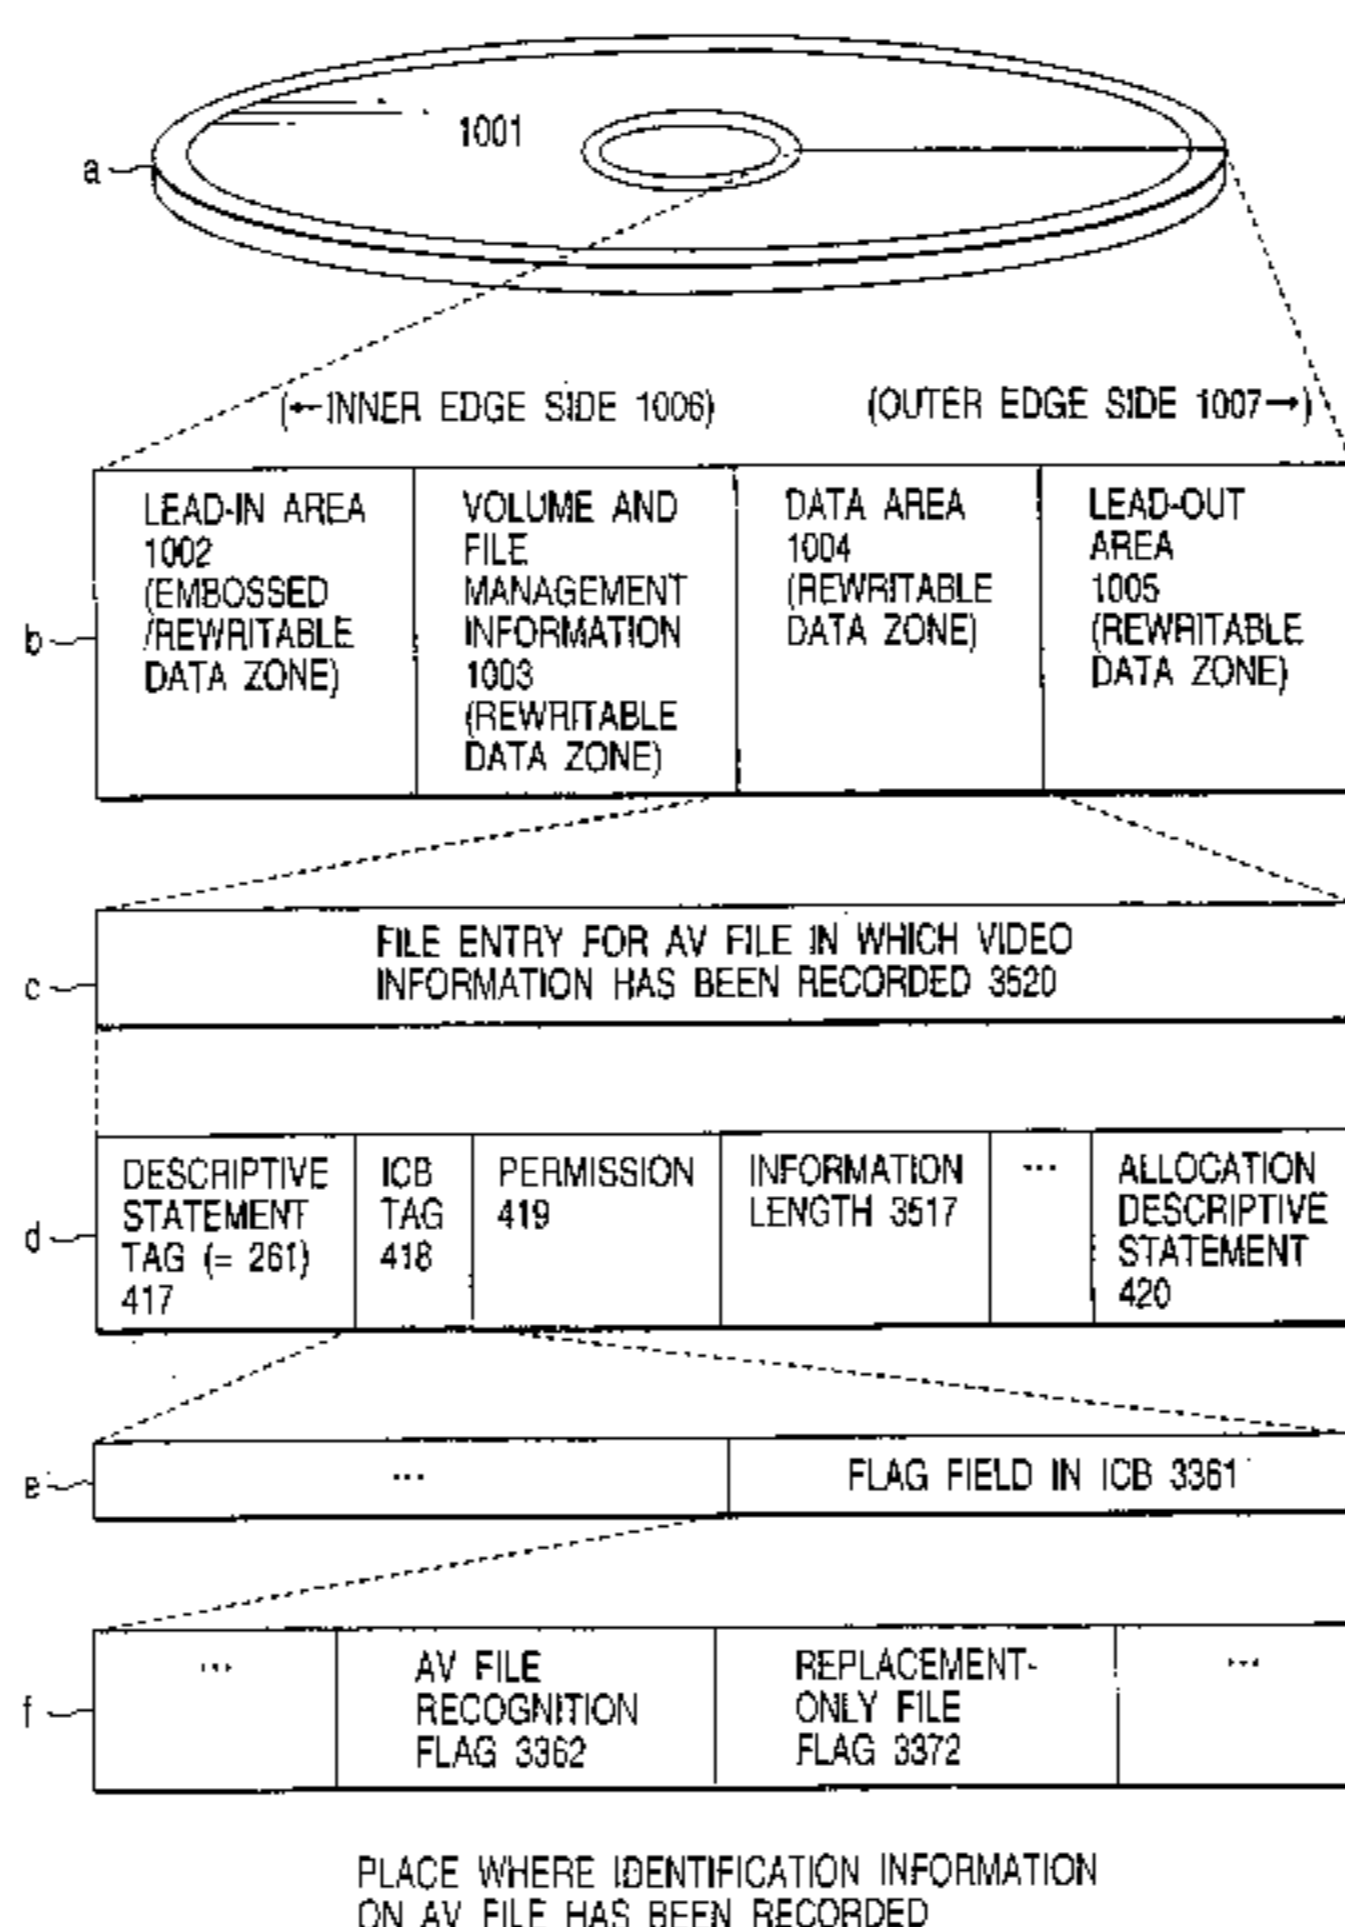 1001
a
(←INNER EDGE SIDE 1006)
(OUTER EDGE SIDE 1007→)
b
LEAD-IN AREA
1002
(EMBOSSED
/REWRITABLE
DATA ZONE)
VOLUME AND
FILE
MANAGEMENT
INFORMATION
1003
(REWRITABLE
DATA ZONE)
DATA AREA
1004
(REWRITABLE
DATA ZONE)
LEAD-OUT
AREA
1005
(REWRITABLE
DATA ZONE)
c
FILE ENTRY FOR AV FILE IN WHICH VIDEO
INFORMATION HAS BEEN RECORDED 3520
d
DESCRIPTIVE
STATEMENT
TAG (= 261)
417
ICB
TAG
418
PERMISSION
419
INFORMATION
LENGTH 3517
...
ALLOCATION
DESCRIPTIVE
STATEMENT
420
e
...
FLAG FIELD IN ICB 3361
f
...
AV FILE
RECOGNITION
FLAG 3362
REPLACEMENT-
ONLY FILE
FLAG 3372
...
PLACE WHERE IDENTIFICATION INFORMATION
ON AV FILE HAS BEEN RECORDED